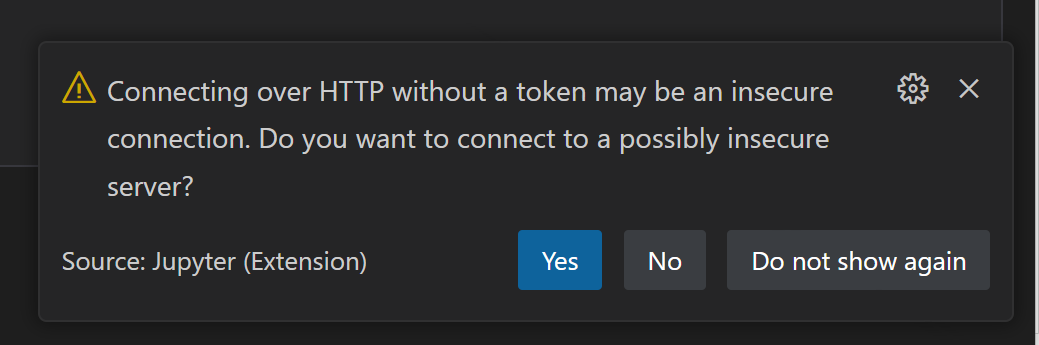 Connecting over HTTP without a token may be an insecure
connection. Do you want to connect to a possibly insecure
server?
Source: Jupyter (Extension)
Yes
No
Do not show again